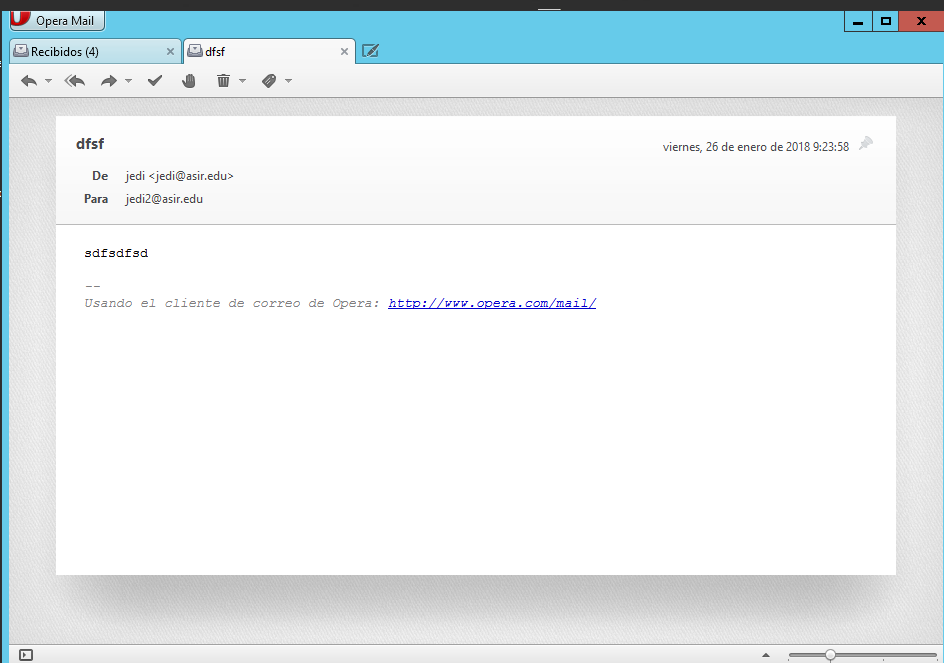 Opera Mail
Recibidos (4)
dfsf
dfsf
viernes, 26 de enero de 2018 9:23:58
De jedi <jedi@asir.edu>
Para jedi2@asir.edu
sdfsdfsd
--
Usando el cliente de correo de Opera: http://www.opera.com/mail/